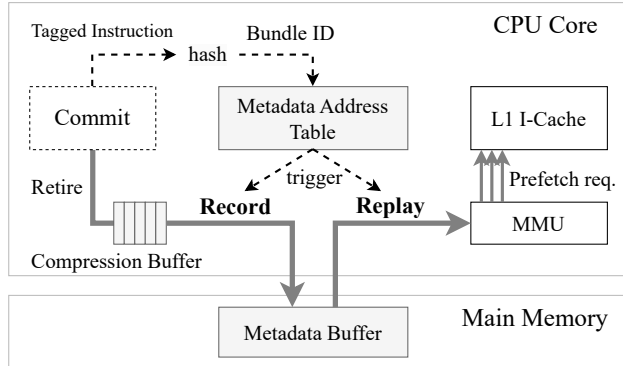 CPU Core
Tagged Instruction
hash
Bundle ID
Commit
Metadata Address
Table
L1 I-Cache
Retire
trigger
Prefetch req.
Record
Replay
MMU
Compression Buffer
Main Memory
Metadata Buffer